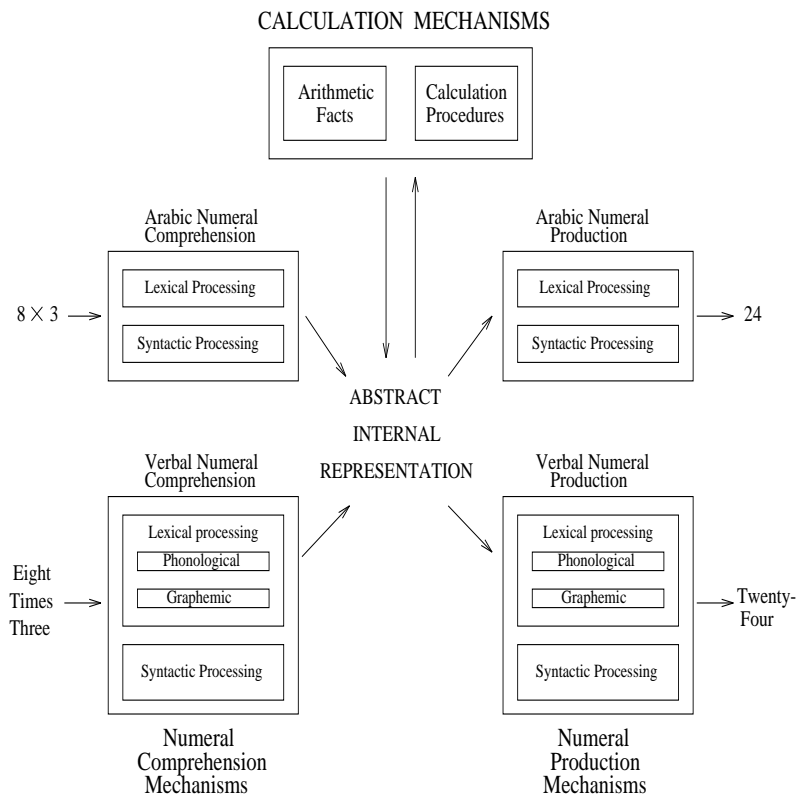 CALCULATION MECHANISMS
Arithmetic
Facts
Calculation
Procedures
Arabic Numeral
Comprehension
Lexical Processing
Syntactic Processing
8 × 3
Arabic Numeral
Production
Lexical Processing
Syntactic Processing
24
ABSTRACT
INTERNAL
REPRESENTATION
Verbal Numeral
Comprehension
Lexical processing
Phonological
Graphemic
Syntactic Processing
Eight
Times
Three
Verbal Numeral
Production
Lexical processing
Phonological
Graphemic
Syntactic Processing
Twenty-
Four
Numeral
Comprehension
Mechanisms
Numeral
Production
Mechanisms